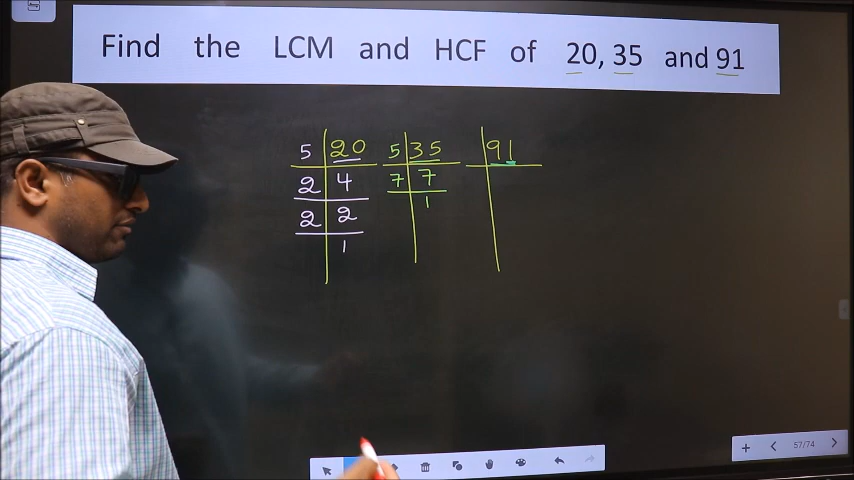 Find the LCM and HCF of 20, 35 and 91
5 20 5 35 91
2 4 7 7
2 2 1
1
57/74